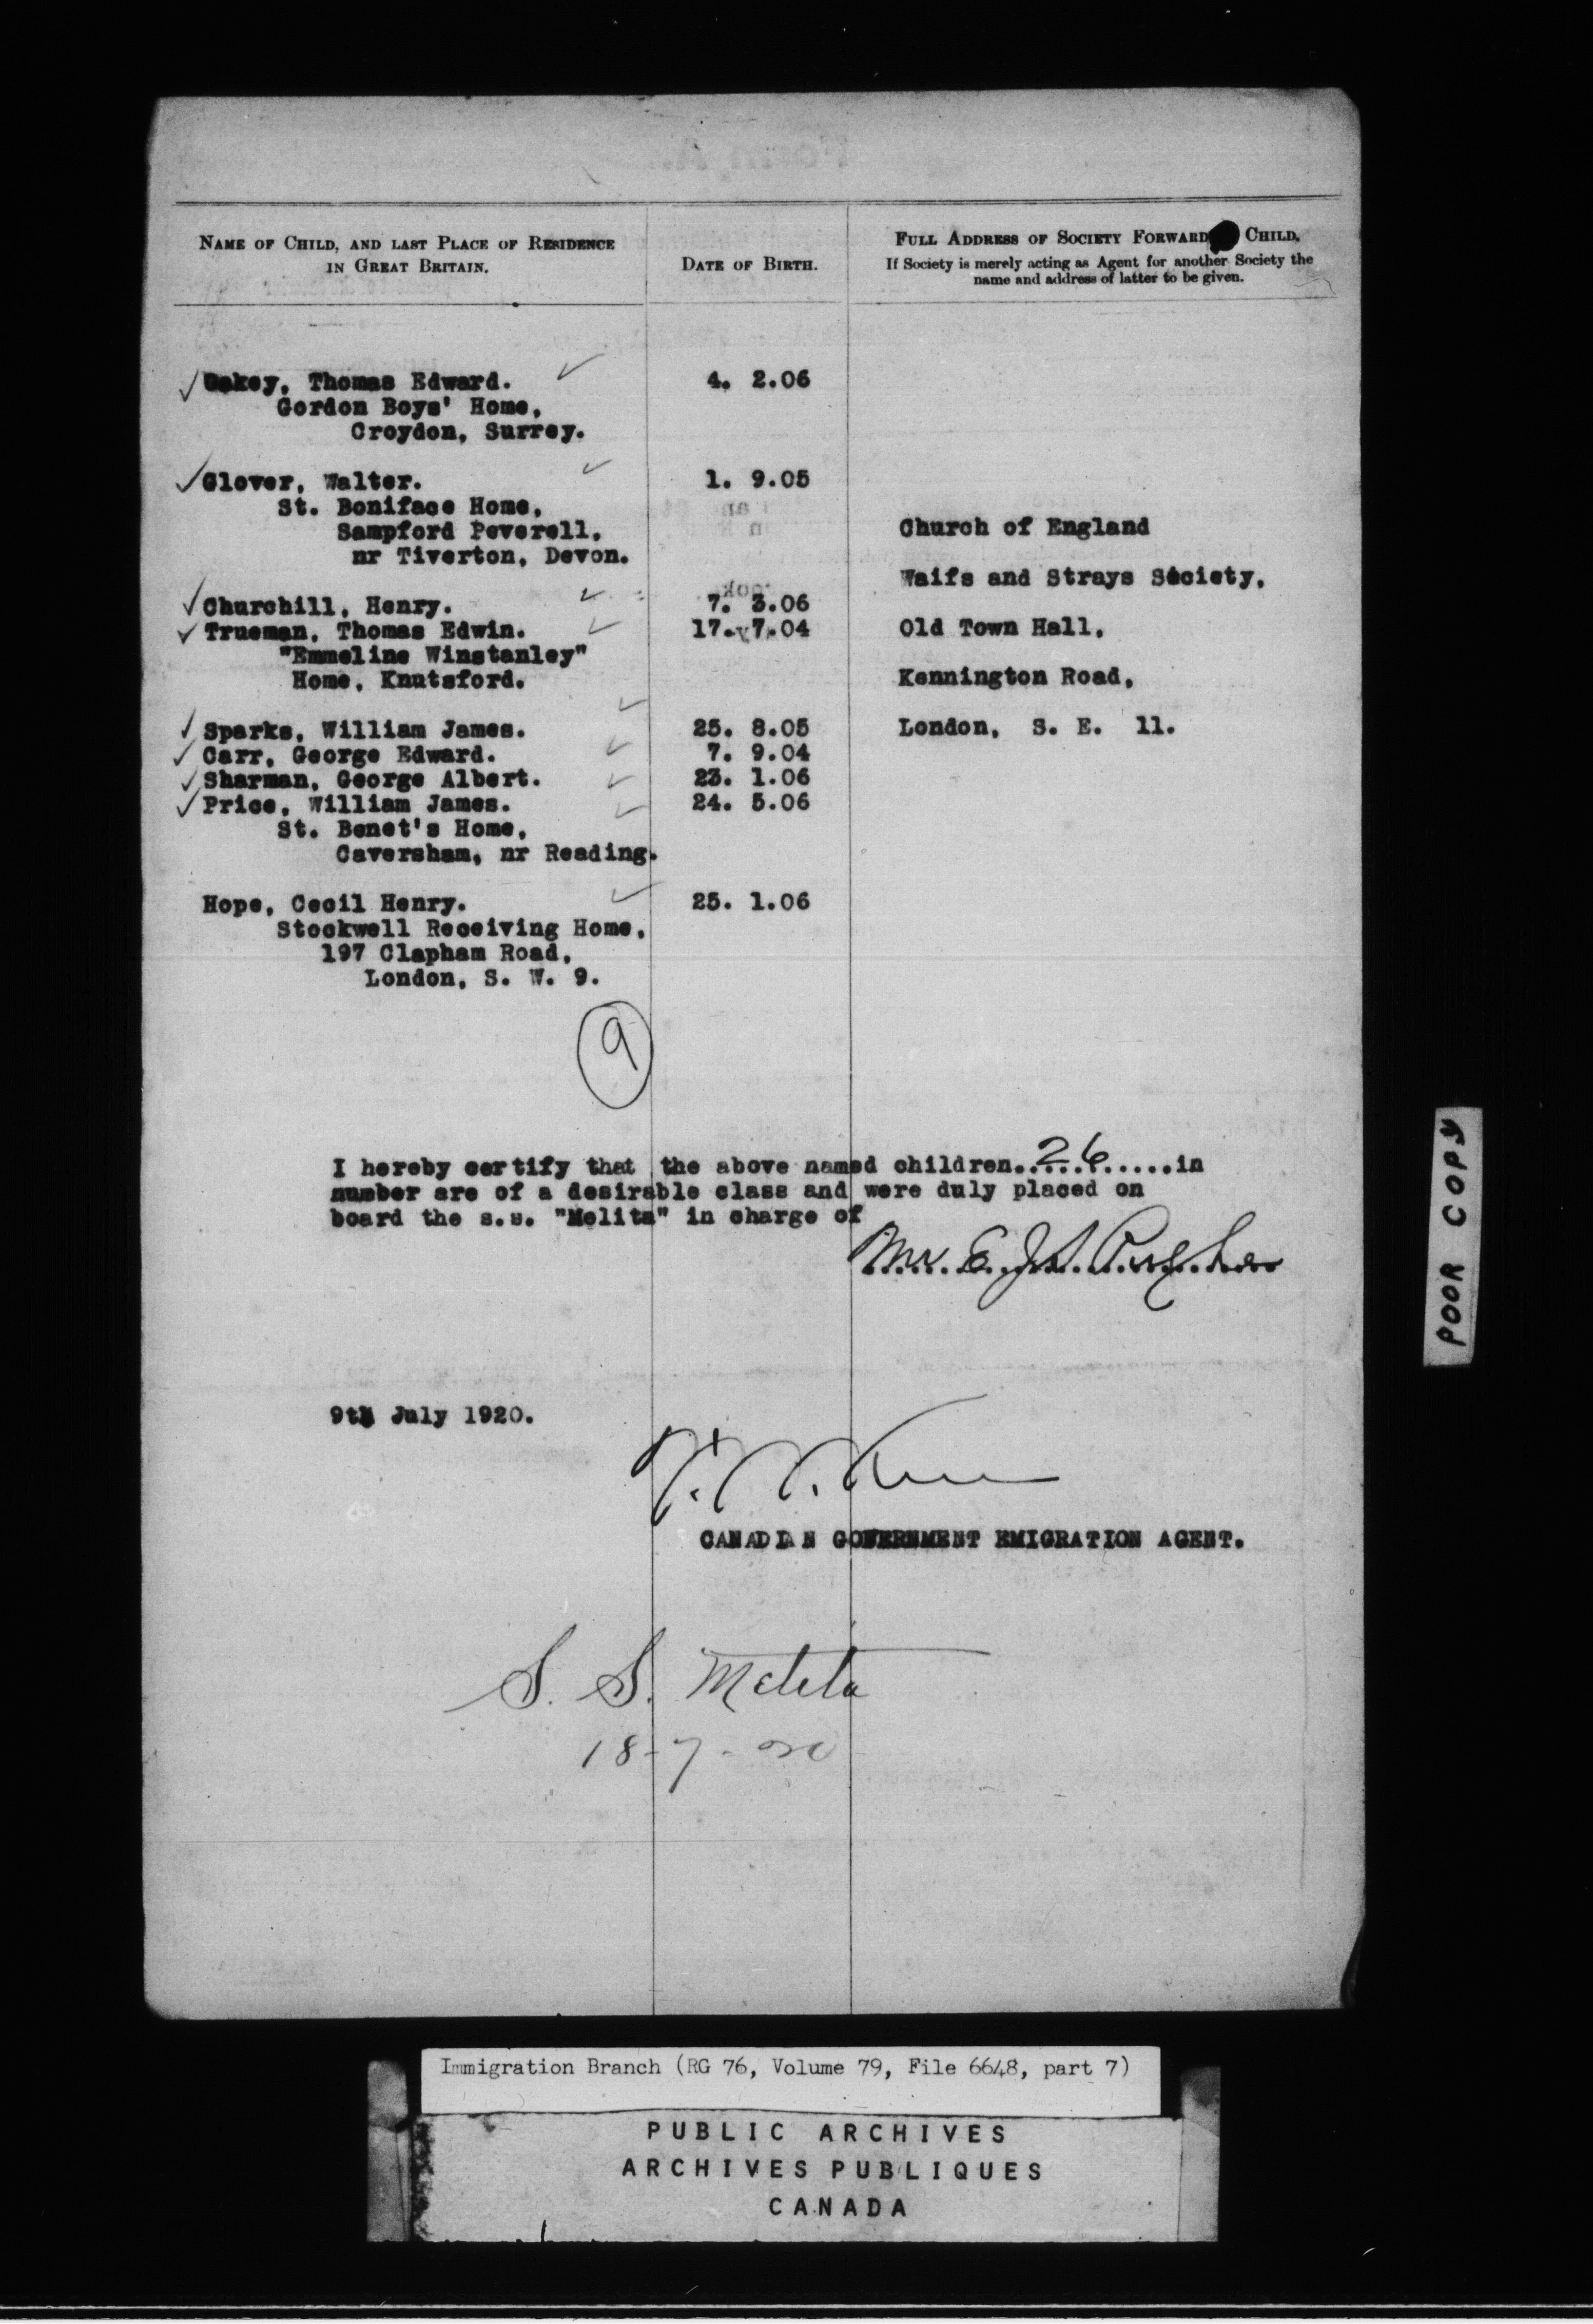 NAME OF CHILD, AND LAST PLACE OF RESIDENCE
IN GREAT BRITAIN.
DATE OF BIRTH.
FULL ADDRESS OF SOCIETY FORWARD CHILD.
If Society is merely acting as Agent for another Society the
name and address of latter to be given.
Oakey, Thomas Edward. 4. 2.06
Gordon Boys' Home,
Croydon, Surrey.
Glover, Walter. 1. 9.05
St. Boniface Home,
Sampford Peverell,
nr Tiverton, Devon.
Churchill, Henry. 7. 3.06
Trueman, Thomas Edwin. 17. 7.04
"Emmeline Winstanley"
Home, Knutsford.
Sparks, William James. 25. 8.05
Carr, George Edward. 7. 9.04
Sharman, George Albert. 23. 1.06
Price, William James. 24. 5.06
St. Benet's Home,
Caversham, nr Reading.
Hope, Cecil Henry. 25. 1.06
Stockwell Receiving Home,
197 Clapham Road,
London, S. W. 9.
Church of England
Waifs and Strays Society,
Old Town Hall,
Kennington Road,
London, S. E. 11.
9
I hereby certify that the above named children.....26.....in
number are of a desirable class and were duly placed on
board the s.s. "Melita" in charge of
Mr. E. J. S.
9th July 1920.
CANADIAN GOVERNMENT EMIGRATION AGENT.
S. S. Melita
18-7-20
POOR COPY
Immigration Branch (RG 76, Volume 79, File 6648, part 7)
PUBLIC ARCHIVES
ARCHIVES PUBLIQUES
CANADA